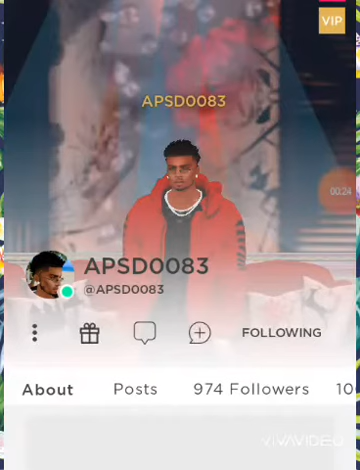 VIP
APSD0083
00:24
APSD0083
@APSD0083
FOLLOWING
About Posts 974 Followers 10
VIVAVIDEO